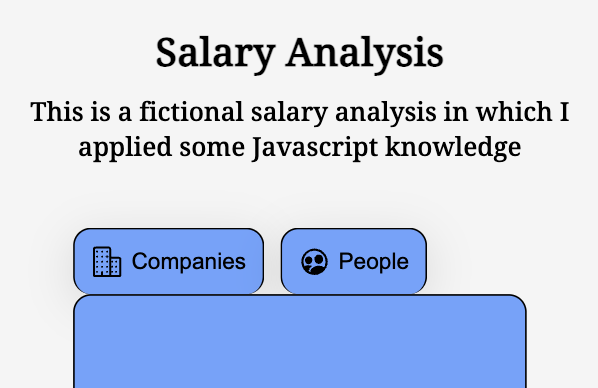 Salary Analysis
This is a fictional salary analysis in which I
applied some Javascript knowledge
Companies
People